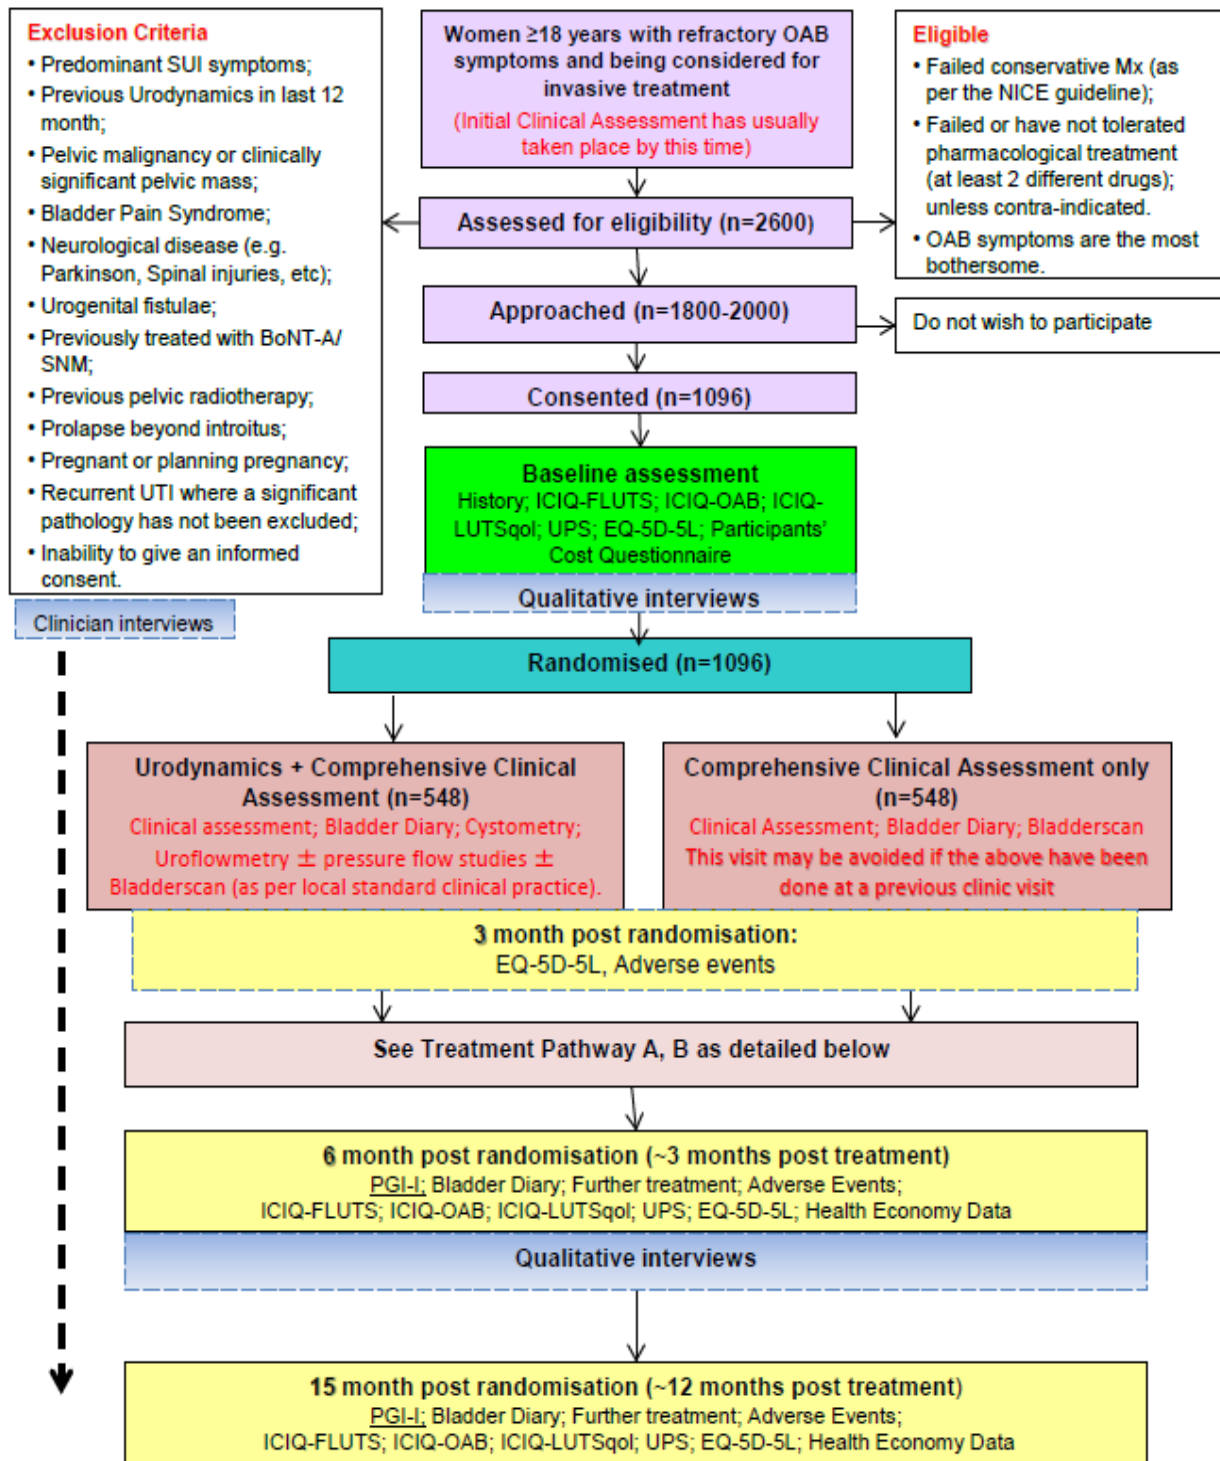 Exclusion Criteria
• Predominant SUI symptoms;
• Previous Urodynamics in last 12
month;
• Pelvic malignancy or clinically
significant pelvic mass;
• Bladder Pain Syndrome;
• Neurological disease (e.g.
Parkinson, Spinal injuries, etc);
• Urogenital fistulae;
• Previously treated with BoNT-A/
SNM;
• Previous pelvic radiotherapy;
• Prolapse beyond introitus;
• Pregnant or planning pregnancy;
• Recurrent UTI where a significant
pathology has not been excluded;
• Inability to give an informed
consent.
Clinician interviews
Women ≥18 years with refractory OAB
symptoms and being considered for
invasive treatment
(Initial Clinical Assessment has usually
taken place by this time)
Eligible
• Failed conservative Mx (as
per the NICE guideline);
• Failed or have not tolerated
pharmacological treatment
(at least 2 different drugs);
unless contra-indicated.
• OAB symptoms are the most
bothersome.
Assessed for eligibility (n=2600)
Approached (n=1800-2000)
Do not wish to participate
Consented (n=1096)
Baseline assessment
History; ICIQ-FLUTS; ICIQ-OAB; ICIQ-
LUTSqol; UPS; EQ-5D-5L; Participants'
Cost Questionnaire
Qualitative interviews
Randomised (n=1096)
Urodynamics + Comprehensive Clinical
Assessment (n=548)
Clinical assessment; Bladder Diary; Cystometry;
Uroflowmetry ± pressure flow studies ±
Bladderscan (as per local standard clinical practice).
Comprehensive Clinical Assessment only
(n=548)
Clinical Assessment; Bladder Diary; Bladderscan
This visit may be avoided if the above have been
done at a previous clinic visit
3 month post randomisation:
EQ-5D-5L, Adverse events
See Treatment Pathway A, B as detailed below
6 month post randomisation (~3 months post treatment)
PGI-I; Bladder Diary; Further treatment; Adverse Events;
ICIQ-FLUTS; ICIQ-OAB; ICIQ-LUTSqol; UPS; EQ-5D-5L; Health Economy Data
Qualitative interviews
15 month post randomisation (~12 months post treatment)
PGI-I; Bladder Diary; Further treatment; Adverse Events;
ICIQ-FLUTS; ICIQ-OAB; ICIQ-LUTSqol; UPS; EQ-5D-5L; Health Economy Data